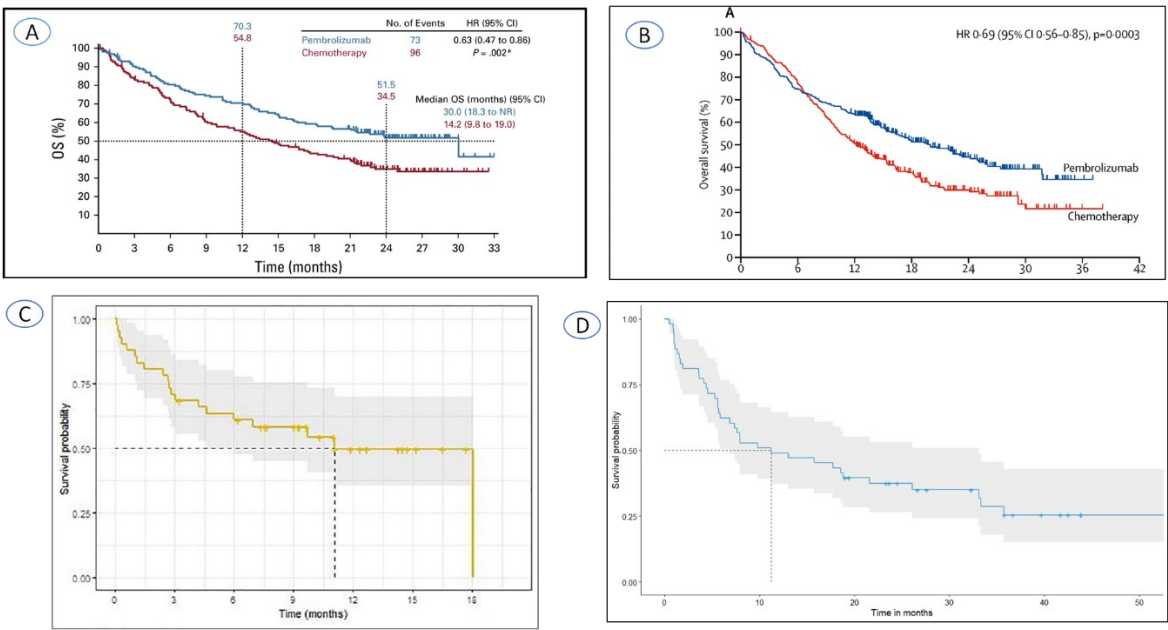 A
No. of Events HR (95% CI)
Pembrolizumab 73 0.63 (0.47 to 0.86)
Chemotherapy 96 P = .002*
70.3
54.8
51.5
34.5
Median OS (months) (95% CI)
30.0 (18.3 to NR)
14.2 (9.8 to 19.0)
OS (%)
100
90
80
70
60
50
40
30
20
10
0 3 6 9 12 15 18 21 24 27 30 33
Time (months)
B
A
HR 0·69 (95% CI 0·56–0·85), p=0·0003
Overall survival (%)
100
90
80
70
60
50
40
30
20
10
0
Pembrolizumab
Chemotherapy
0 6 12 18 24 30 36 42
C
Survival probability
1.00
0.75
0.50
0.25
0.00
0 3 6 9 12 15 18
Time (months)
D
Survival probability
1.00
0.75
0.50
0.25
0.00
0 10 20 30 40 50
Time in months